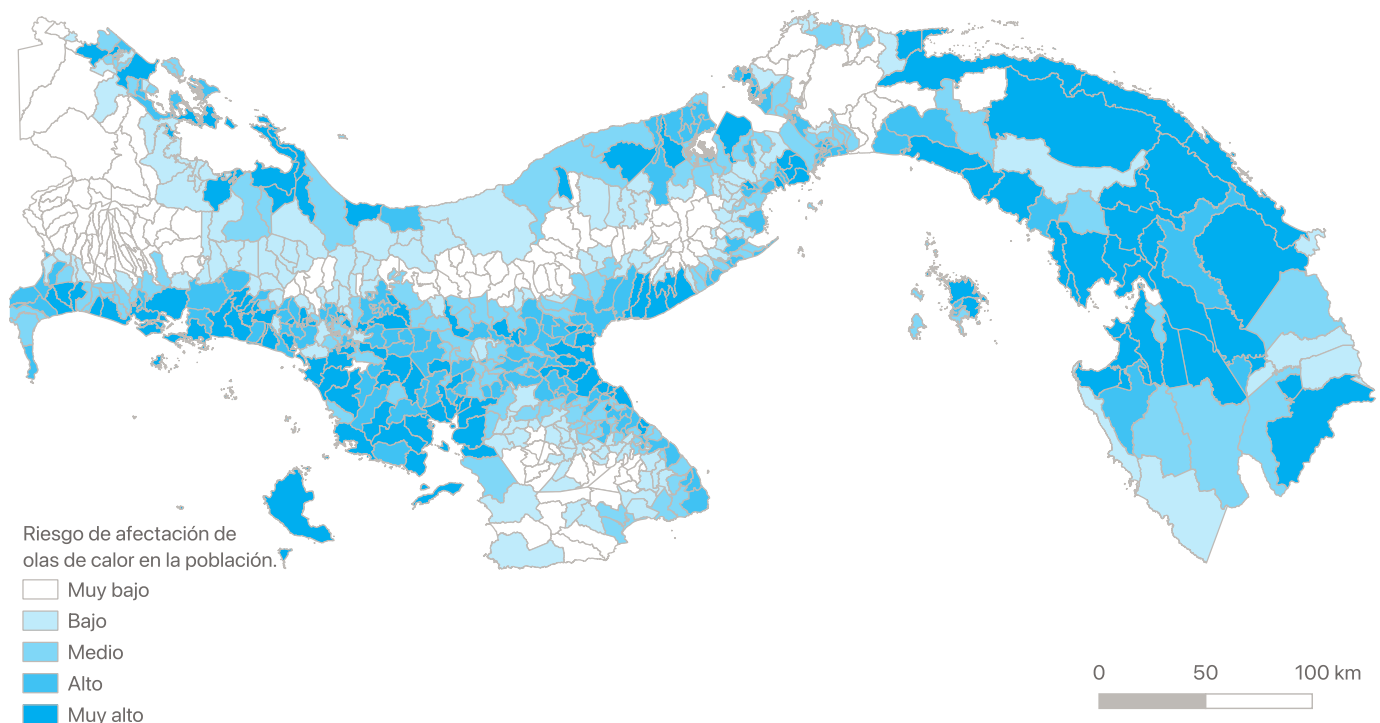 Riesgo de afectación de
olas de calor en la población.
Muy bajo
Bajo
Medio
Alto
Muy alto
0 50 100 km